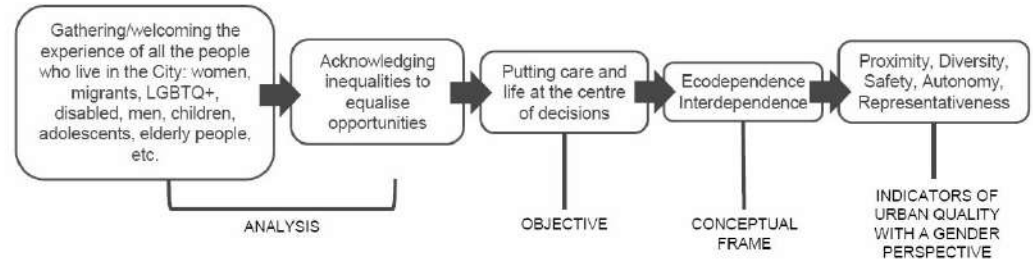 Gathering/welcoming the
experience of all the people
who live in the City: women,
migrants, LGBTQ+,
disabled, men, children,
adolescents, elderly people,
etc.
Acknowledging
inequalities to
equalise
opportunities
Putting care and
life at the centre
of decisions
Ecodependence
Interdependence
Proximity, Diversity,
Safety, Autonomy,
Representativeness
ANALYSIS
OBJECTIVE
CONCEPTUAL
FRAME
INDICATORS OF
URBAN QUALITY
WITH A GENDER
PERSPECTIVE